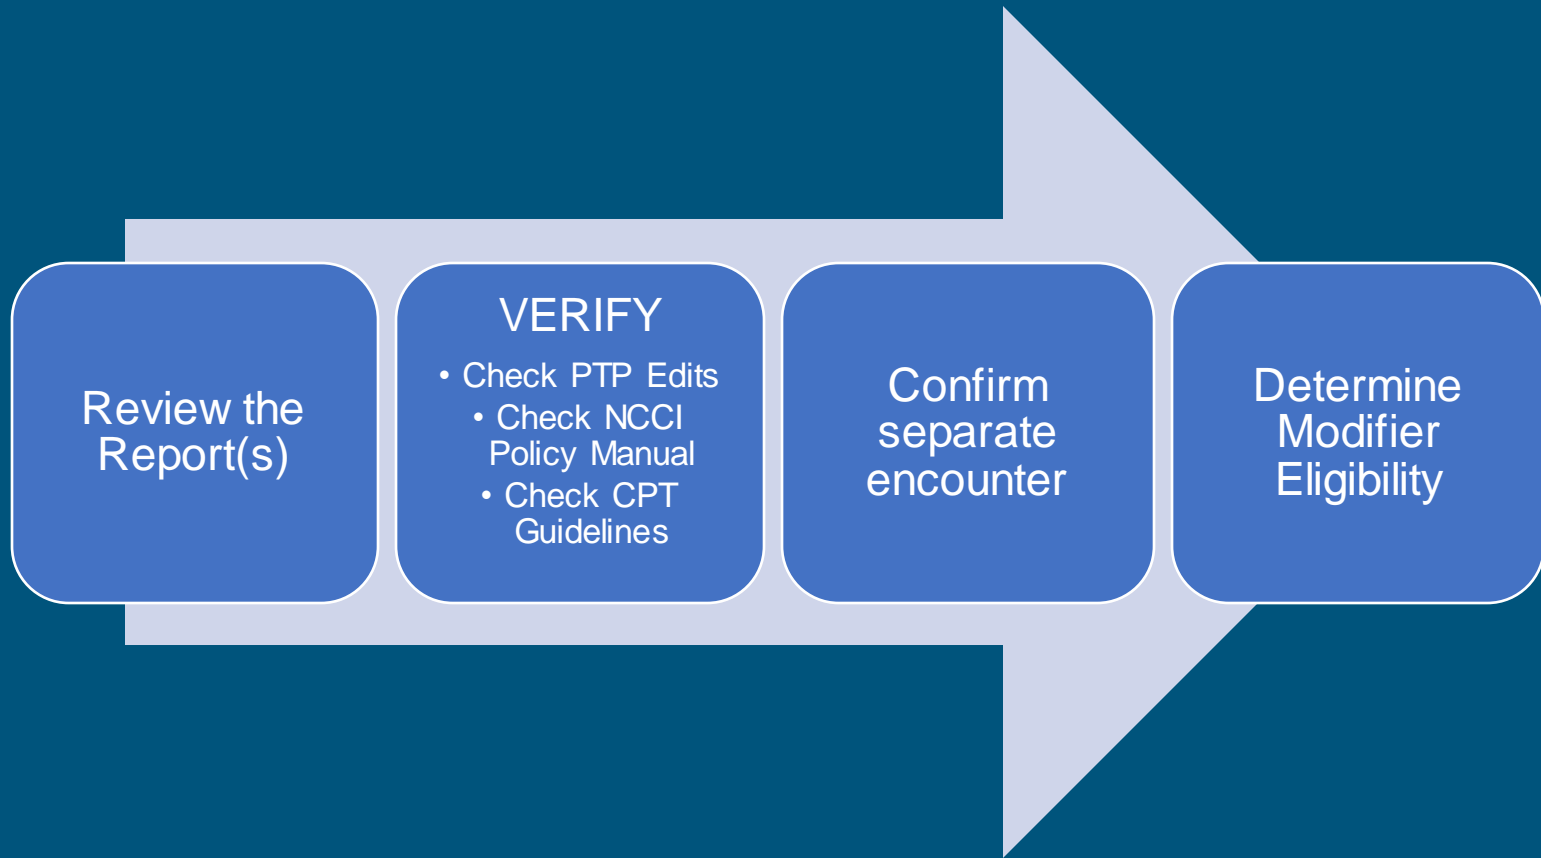 Review the
Report(s)
VERIFY
• Check PTP Edits
• Check NCCI
Policy Manual
• Check CPT
Guidelines
Confirm
separate
encounter
Determine
Modifier
Eligibility